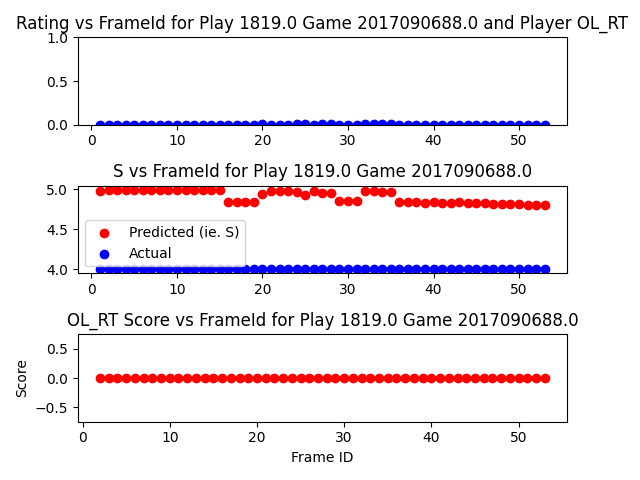 Rating vs FrameId for Play 1819.0 Game 2017090688.0 and Player OL_RT
1.0
0.5
0.0
0 10 20 30 40 50
S vs FrameId for Play 1819.0 Game 2017090688.0
5.0
4.5
4.0
Predicted (ie. S)
Actual
0 10 20 30 40 50
OL_RT Score vs FrameId for Play 1819.0 Game 2017090688.0
Score
0.5
0.0
−0.5
0 10 20 30 40 50
Frame ID